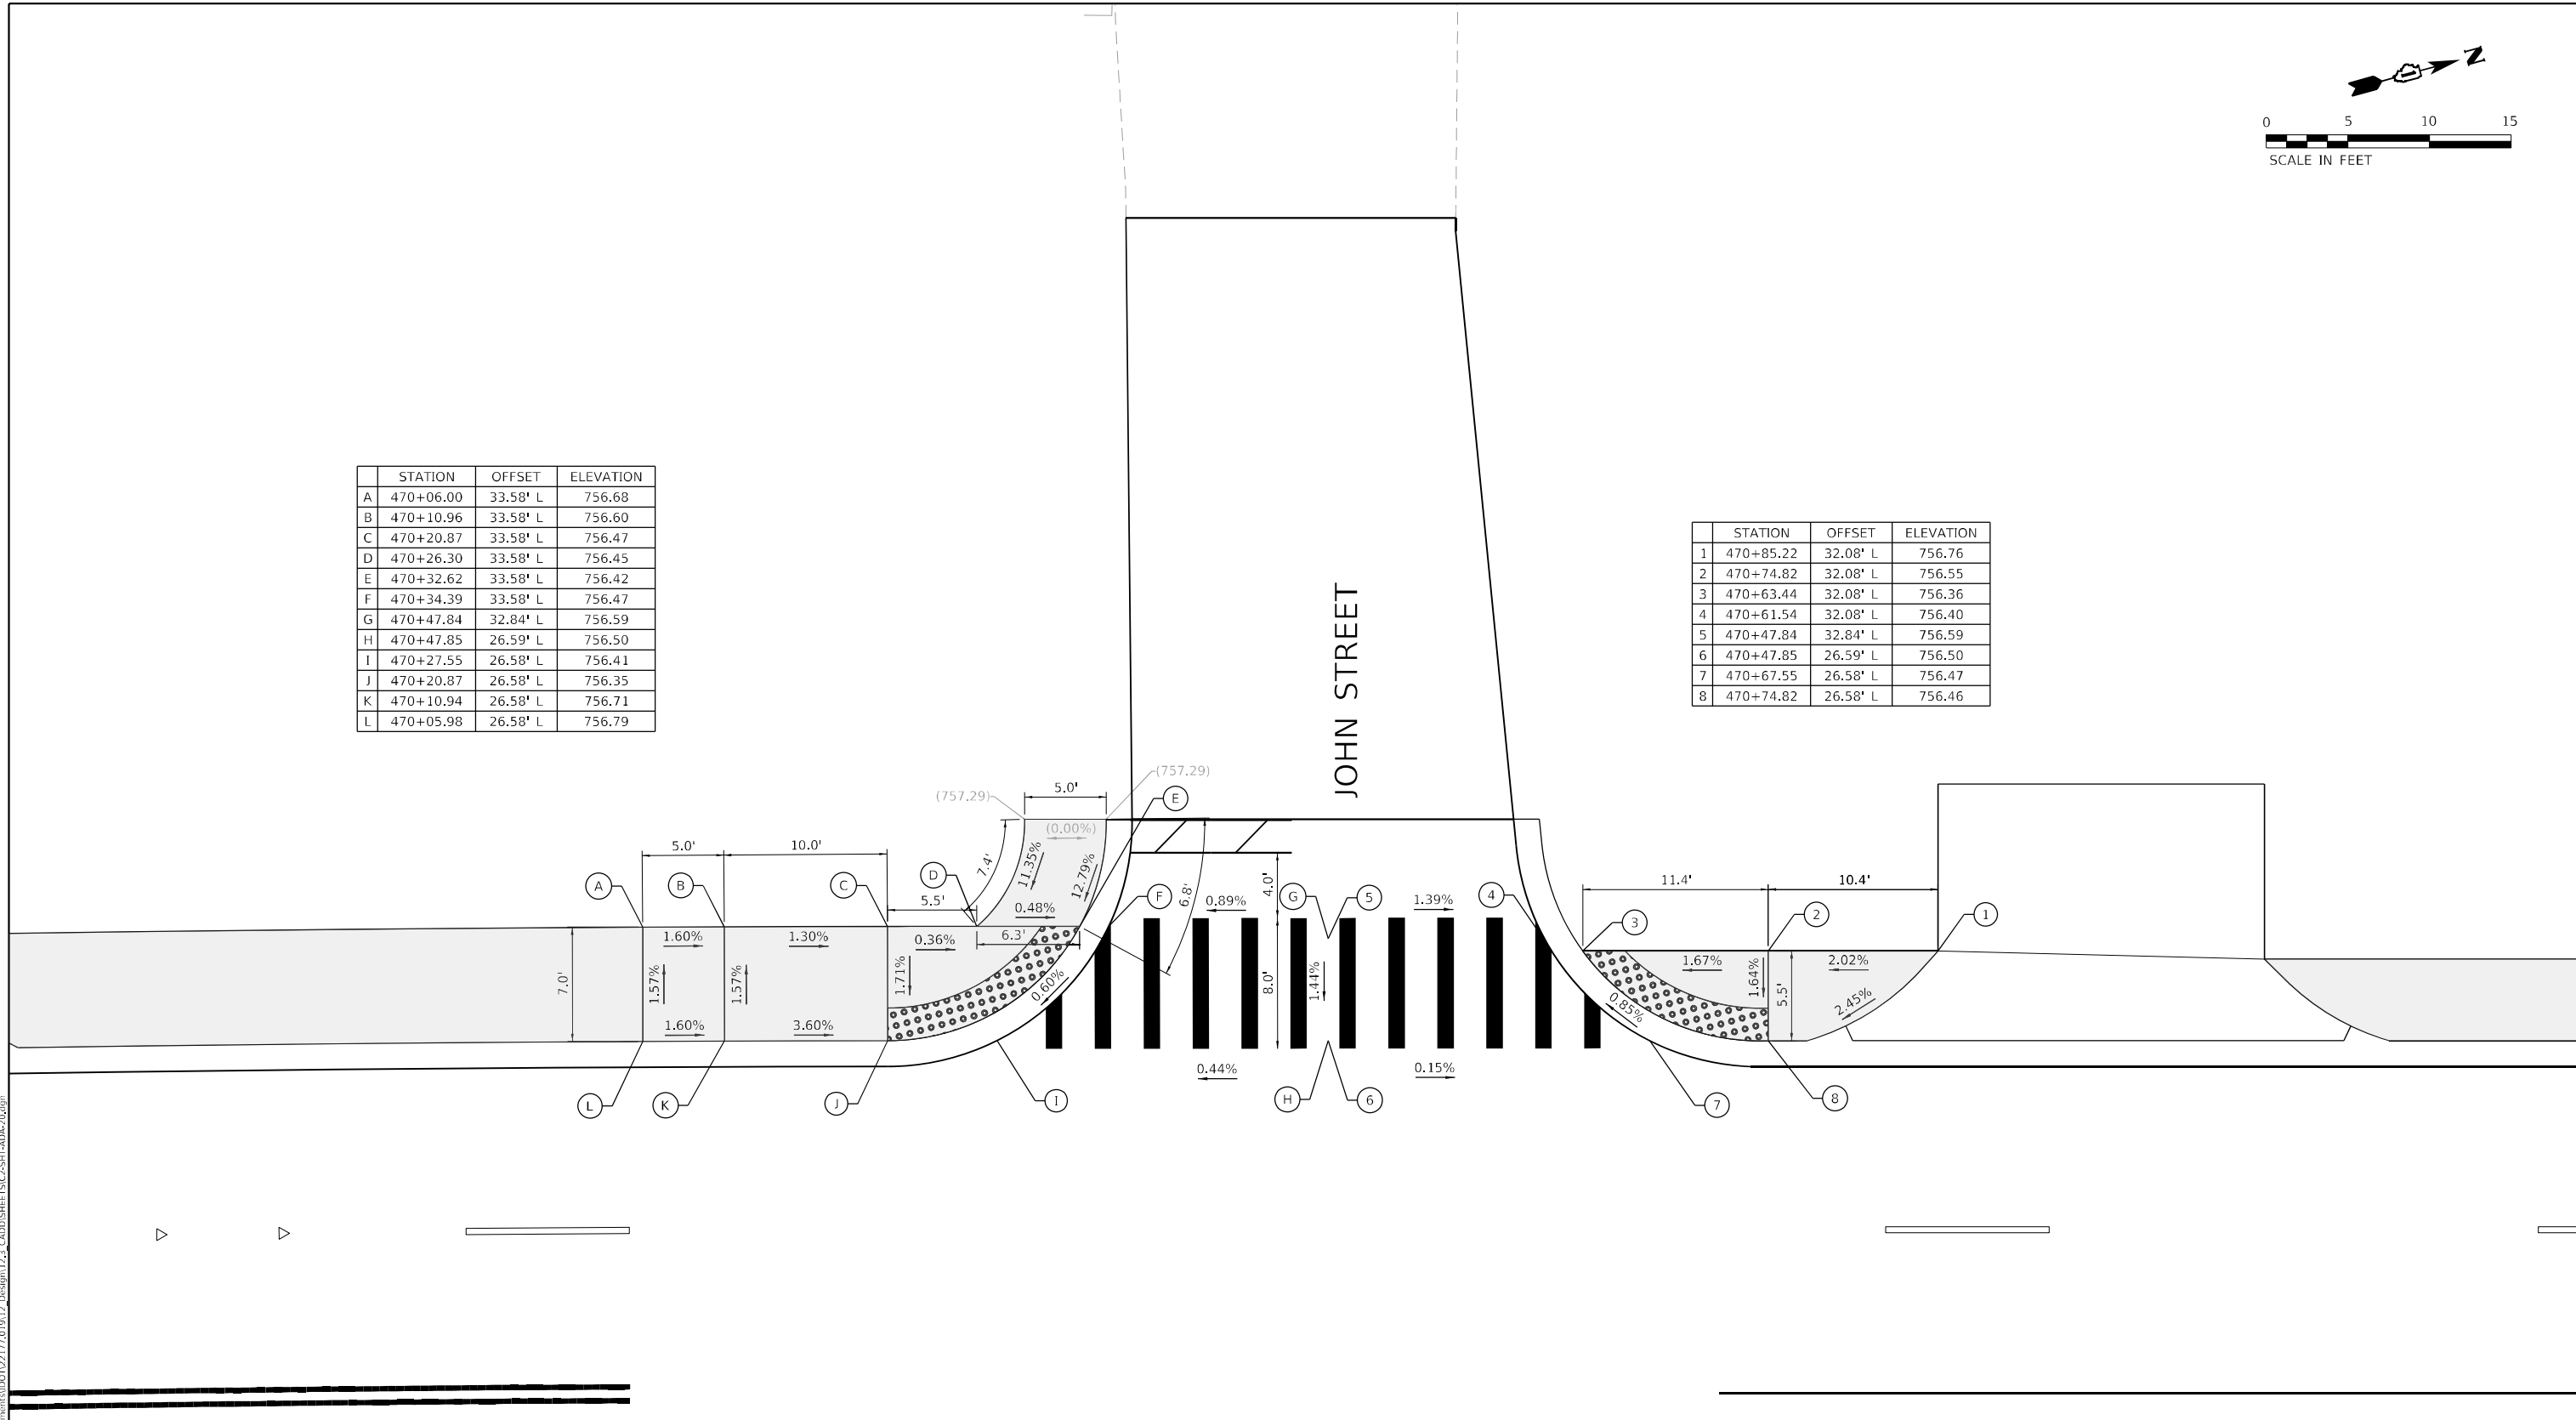 N
0 5 10 15
SCALE IN FEET
STATION OFFSET ELEVATION
A 470+06.00 33.58' L 756.68
B 470+10.96 33.58' L 756.60
C 470+20.87 33.58' L 756.47
D 470+26.30 33.58' L 756.45
E 470+32.62 33.58' L 756.42
F 470+34.39 33.58' L 756.47
G 470+47.84 32.84' L 756.59
H 470+47.85 26.59' L 756.50
I 470+27.55 26.58' L 756.41
J 470+20.87 26.58' L 756.35
K 470+10.94 26.58' L 756.71
L 470+05.98 26.58' L 756.79
STATION OFFSET ELEVATION
1 470+85.22 32.08' L 756.76
2 470+74.82 32.08' L 756.55
3 470+63.44 32.08' L 756.36
4 470+61.54 32.08' L 756.40
5 470+47.84 32.84' L 756.59
6 470+47.85 26.59' L 756.50
7 470+67.55 26.58' L 756.47
8 470+74.82 26.58' L 756.46
JOHN STREET
(757.29)
(757.29)
5.0'
E
(0.00%)
5.0'
10.0'
7.4'
11.35%
12.79%
6.8'
A
B
C
D
F
4.0'
G
5
4
11.4'
10.4'
5.5'
0.48%
0.89%
1.39%
3
2
1
1.60%
1.30%
0.36%
6.3'
7.0'
1.57%
1.57%
1.71%
0.60%
8.0'
1.44%
1.67%
1.64%
5.5'
2.02%
0.85%
2.45%
1.60%
3.60%
0.44%
0.15%
L
K
J
I
H
6
7
8